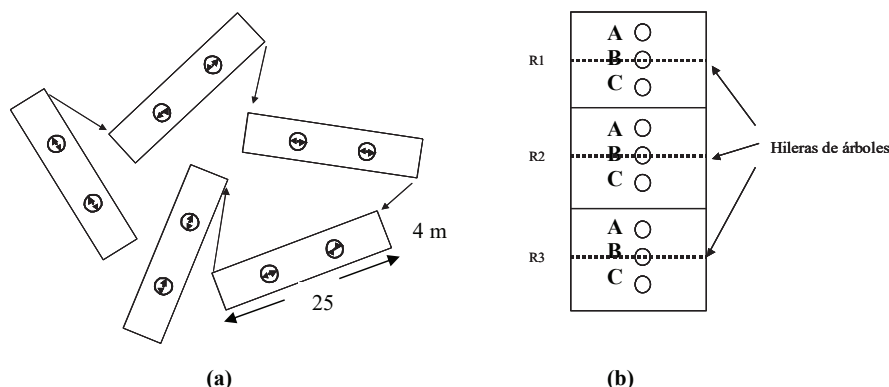 4 m
25
(a)
A
R1 B
C
A
R2 B
C
A
R3 B
C
Hileras de árboles
(b)